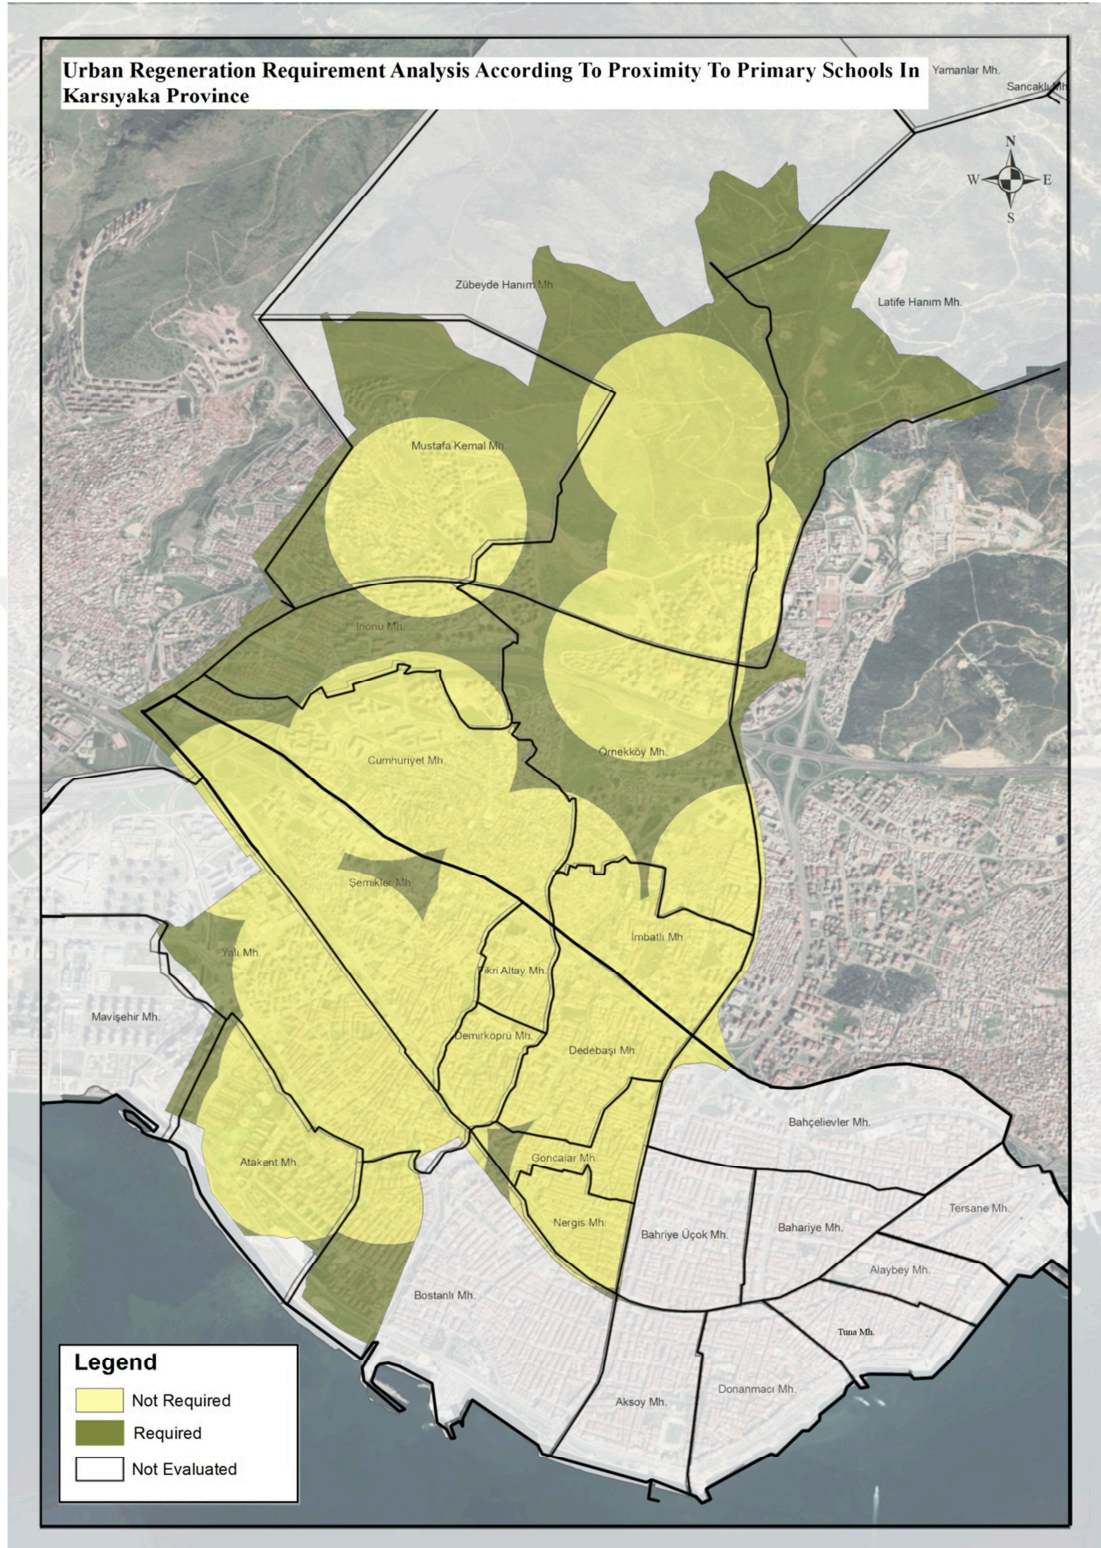 Urban Regeneration Requirement Analysis According To Proximity To Primary Schools In
Karsıyaka Province
Yamanlar Mh.
Sancaklı Mh.
N
W
E
S
Zübeyde Hanım Mh
Latife Hanım Mh.
Mustafa Kemal Mh
Inonu Mh.
Örnekköy Mh.
Cumhuriyet Mh
Şemikler Mh
İmbatlı Mh
Yalı Mh
Fikri Altay Mh.
Mavişehir Mh.
Demirköprü Mh.
Dedebaşı Mh
Bahçelievler Mh.
Goncalar Mh.
Atakent Mh.
Tersane Mh.
Nergis Mh.
Bahriye Üçok Mh.
Bahariye Mh.
Alaybey Mh.
Bostanlı Mh.
Tuna Mh.
Donanmacı Mh.
Aksoy Mh.
Legend
Not Required
Required
Not Evaluated